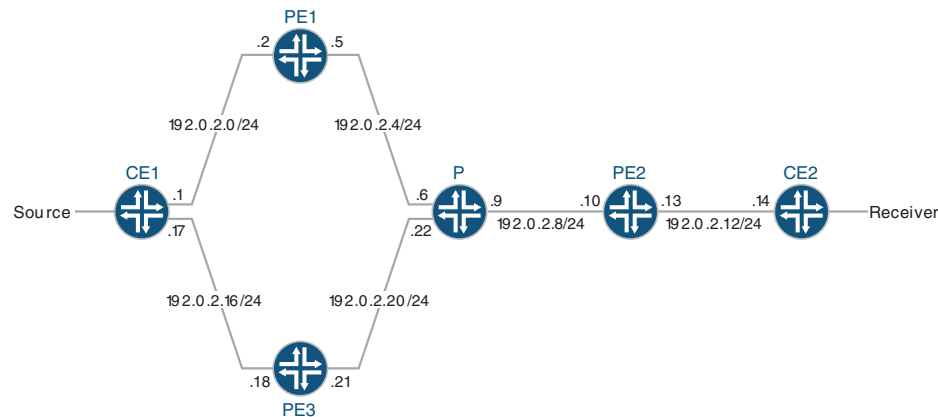 PE1
.2
.5
192.0.2.0/24
192.0.2.4/24
CE1
P
PE2
CE2
Source
.1
.17
.6
.22
.9
.10
.13
.14
Receiver
192.0.2.8/24
192.0.2.12/24
192.0.2.16/24
192.0.2.20/24
.18
.21
PE3